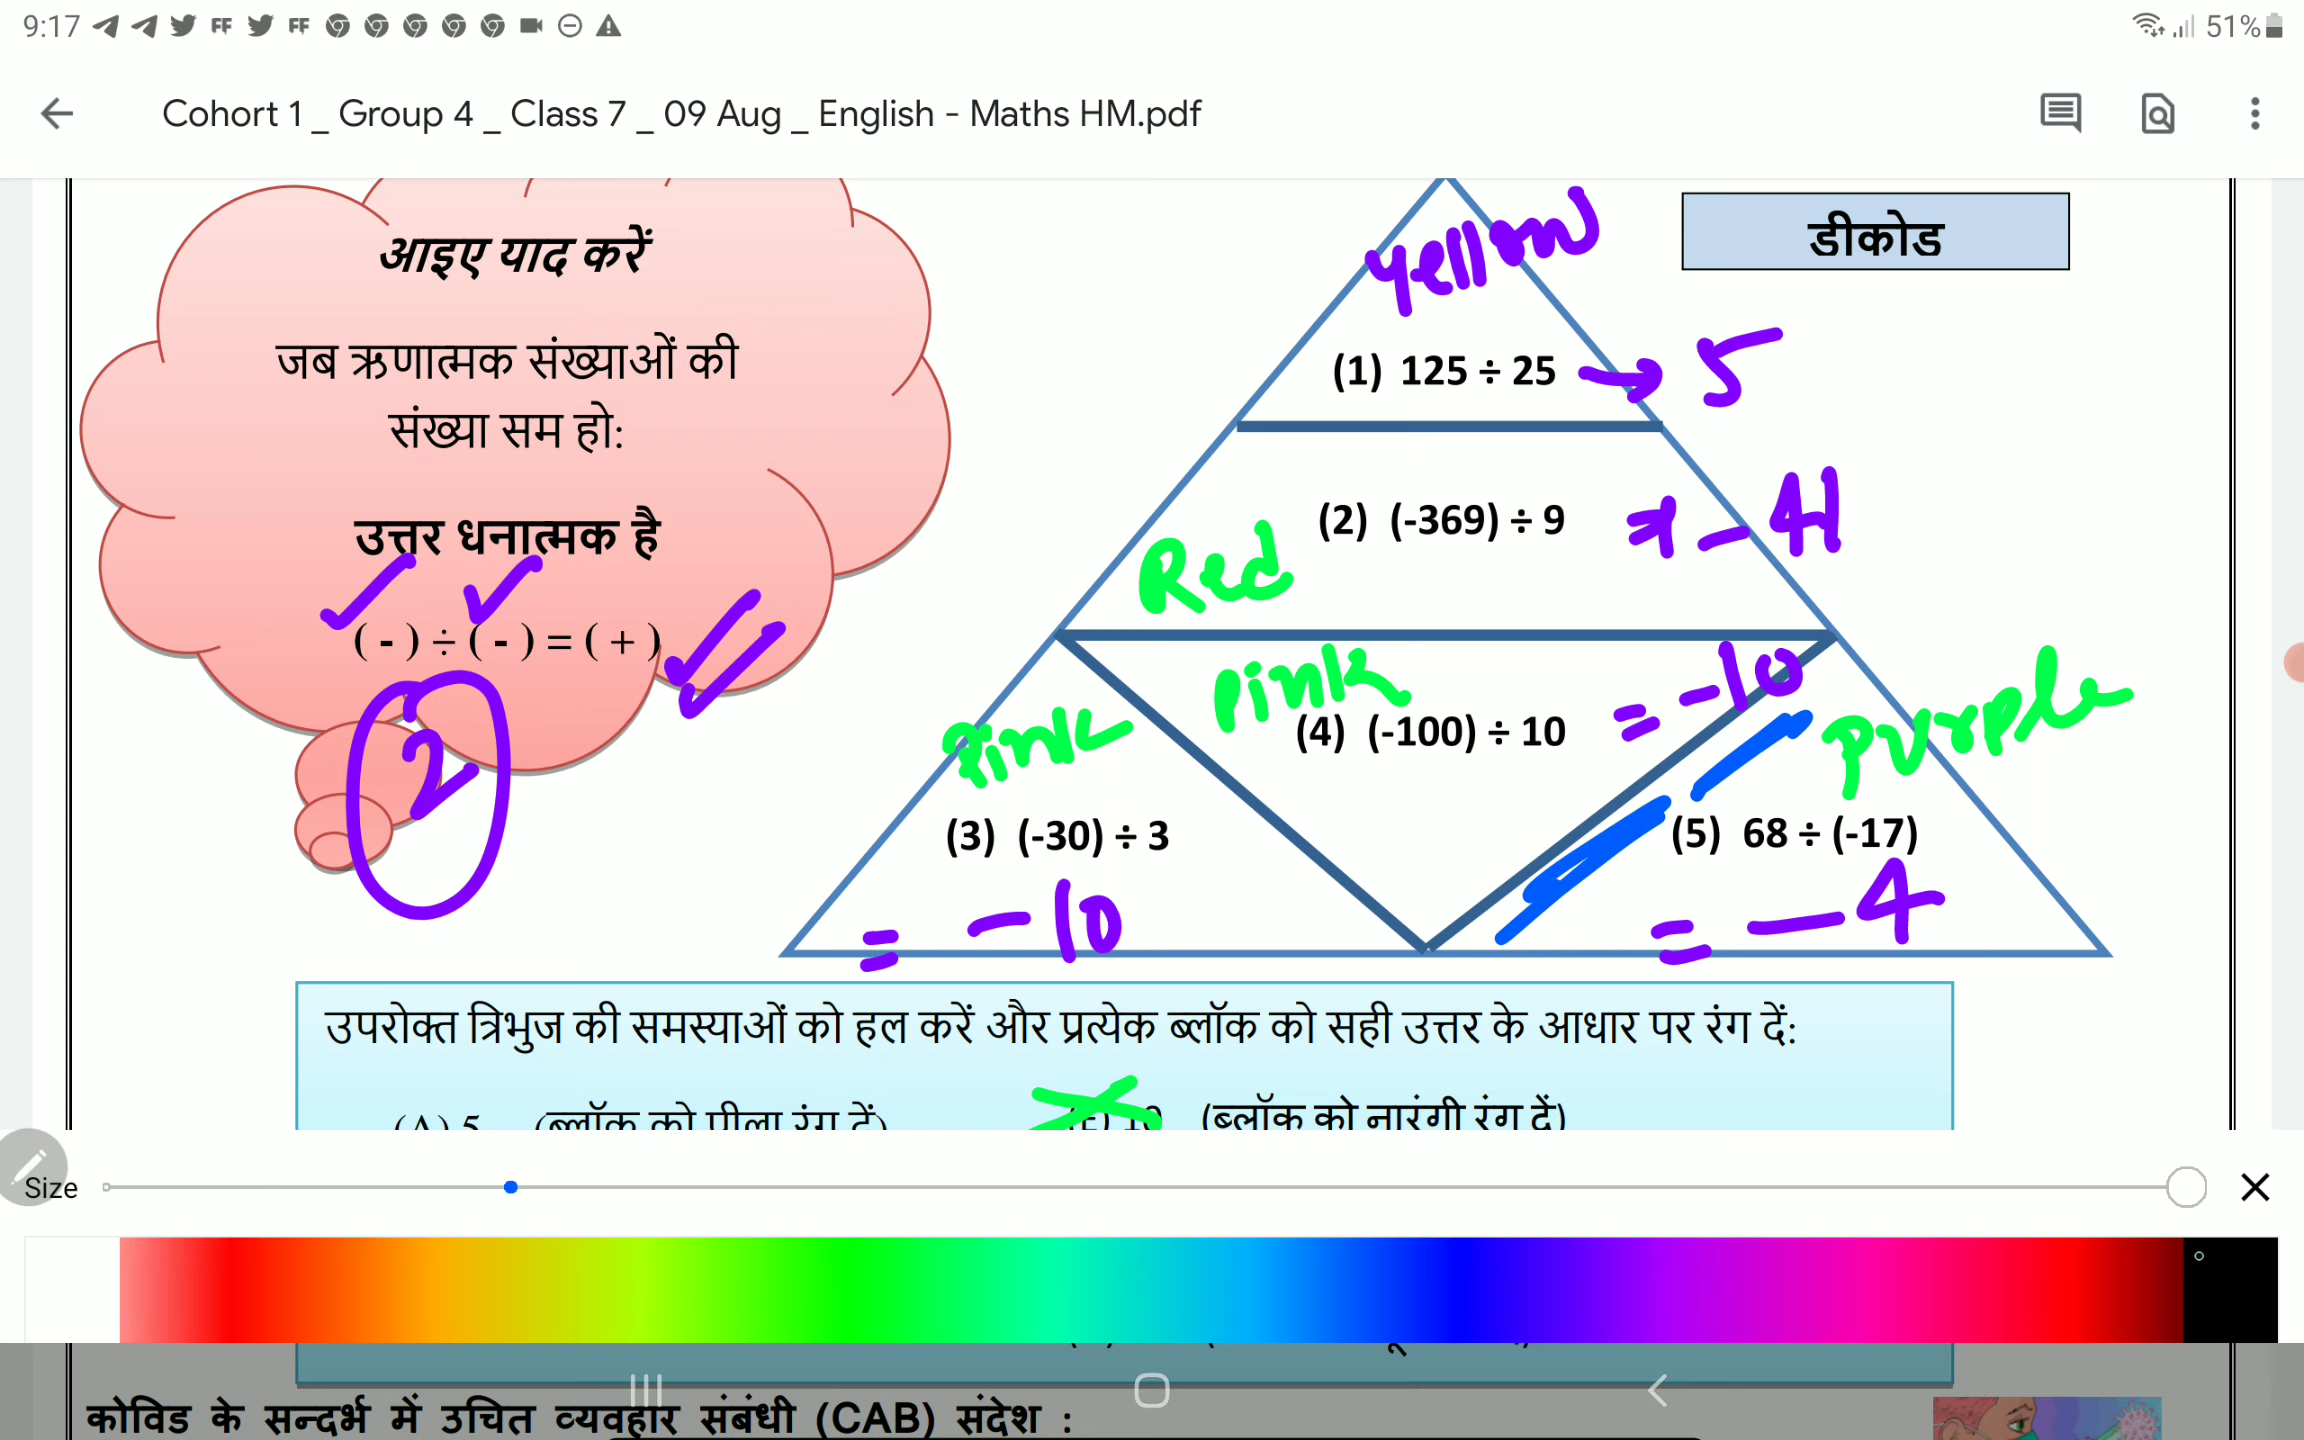 9:17
51%
Cohort 1 _ Group 4 _ Class 7 _ 09 Aug _ English - Maths HM.pdf
आइए याद करें
जब ऋणात्मक संख्याओं की
संख्या सम हो:
उत्तर धनात्मक है
( - ) ÷ ( - ) = ( + )
2
डीकोड
yellow
(1) 125 ÷ 25 → 5
(2) (-369) ÷ 9 → - 41
Red
Pink
(4) (-100) ÷ 10 = -10
Pink
(3) (-30) ÷ 3
= - 10
Purple
(5) 68 ÷ (-17)
= - 4
उपरोक्त त्रिभुज की समस्याओं को हल करें और प्रत्येक ब्लॉक को सही उत्तर के आधार पर रंग दें:
(A) 5 (ब्लॉक को पीला रंग दें) 10 (ब्लॉक को नारंगी रंग दें)
Size
कोविड के सन्दर्भ में उचित व्यवहार संबंधी (CAB) संदेश :